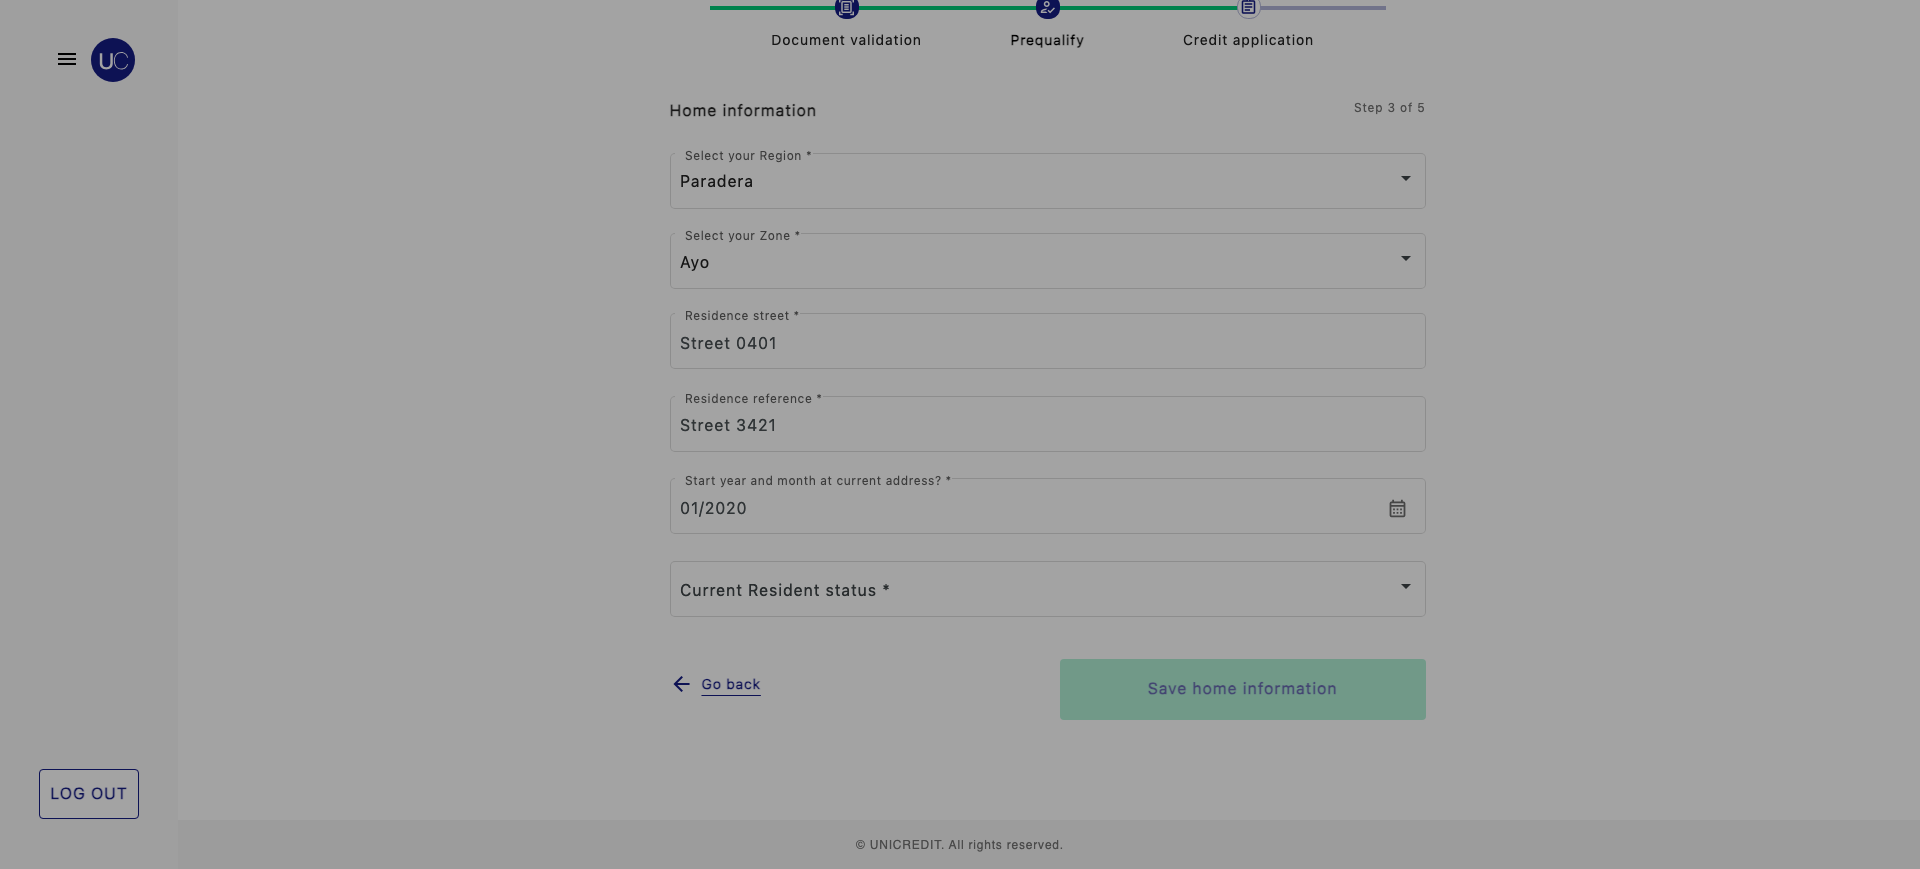 Document validation
Prequalify
Credit application
UC
Home information
Step 3 of 5
Select your Region *
Paradera
Select your Zone *
Ayo
Residence street *
Street 0401
Residence reference *
Street 3421
Start year and month at current address? *
01/2020
Current Resident status *
Go back
Save home information
LOG OUT
© UNICREDIT. All rights reserved.